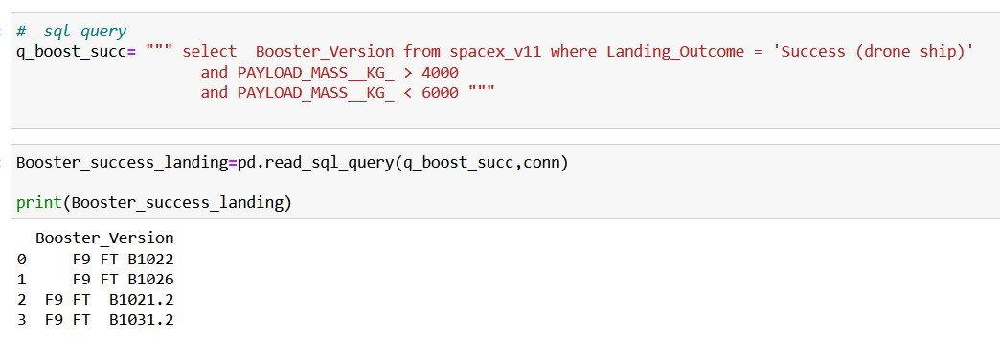 #  sql query
q_boost_succ= """ select  Booster_Version from spacex_v11 where Landing_Outcome = 'Success (drone ship)'
                    and PAYLOAD_MASS__KG_ > 4000
                    and PAYLOAD_MASS__KG_ < 6000 """
Booster_success_landing=pd.read_sql_query(q_boost_succ,conn)
print(Booster_success_landing)
  Booster_Version
0     F9 FT B1022
1     F9 FT B1026
2  F9 FT  B1021.2
3  F9 FT  B1031.2